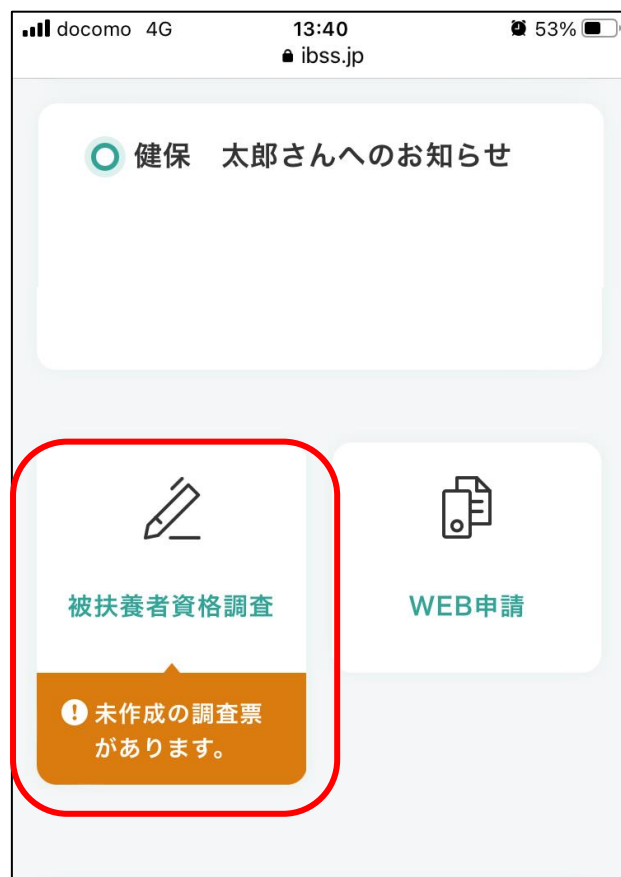 docomo 4G 13:40 53%
ibss.jp
健保　太郎さんへのお知らせ
被扶養者資格調査
WEB申請
未作成の調査票
があります。